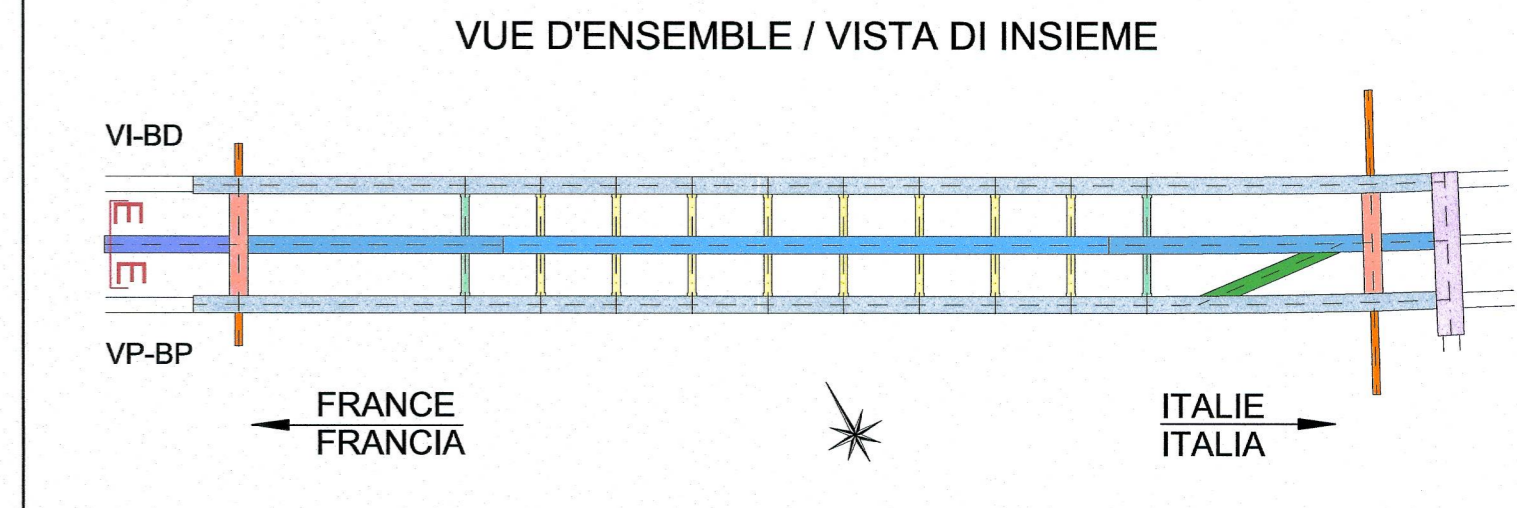 VUE D'ENSEMBLE / VISTA DI INSIEME
VI-BD
E
E
VP-BP
FRANCE
FRANCIA
ITALIE
ITALIA